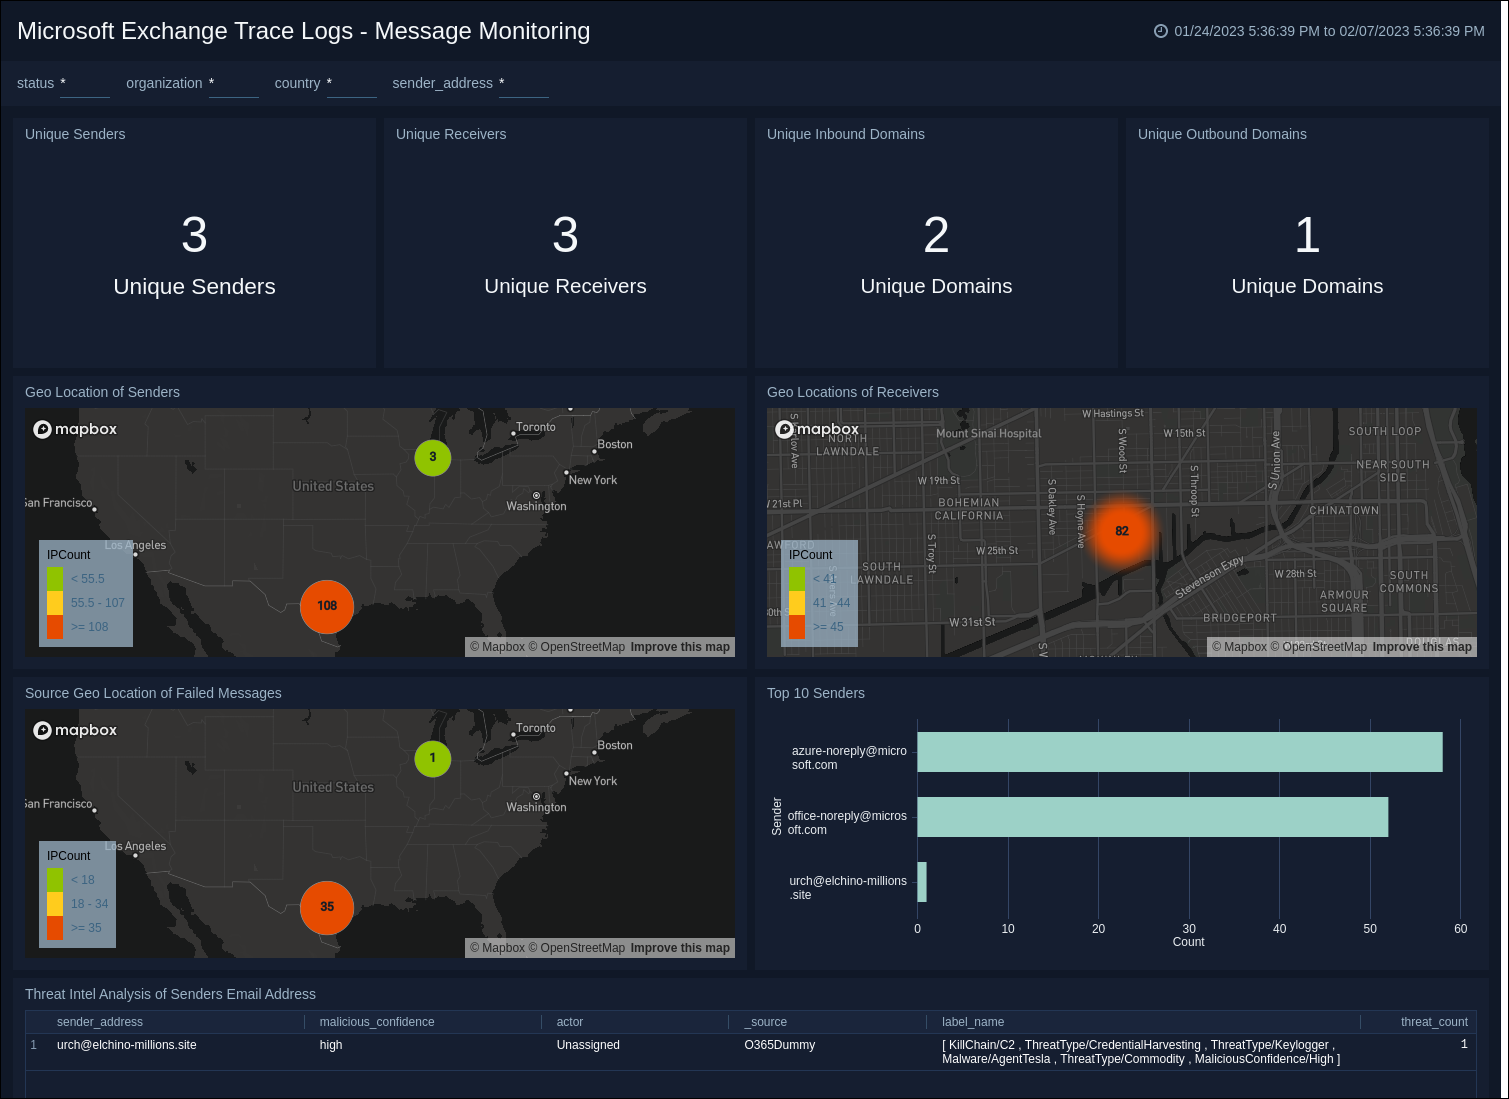 Microsoft Exchange Trace Logs - Message Monitoring
01/24/2023 5:36:39 PM to 02/07/2023 5:36:39 PM
status * organization * country * sender_address *
Unique Senders
3
Unique Senders
Unique Receivers
3
Unique Receivers
Unique Inbound Domains
2
Unique Domains
Unique Outbound Domains
1
Unique Domains
Geo Location of Senders
mapbox
Toronto
Boston
New York
Washington
United States
San Francisco
Los Angeles
3
108
IPCount
< 55.5
55.5 - 107
>= 108
© Mapbox © OpenStreetMap Improve this map
Geo Locations of Receivers
mapbox
W Hastings St
Mount Sinai Hospital
NORTH
LAWNDALE
S Wood St
W 15th St
S Union Ave
SOUTH LOOP
NEAR SOUTH
SIDE
W 19th St
W 21st Pl
BOHEMIAN
CALIFORNIA
S Oakley Ave
S Hoyne Ave
S Throop St
CHINATOWN
82
S Troy St
W 25th St
SOUTH
LAWNDALE
Stevenson Expy
W 28th St
SOUTH
COMMONS
ARMOUR
SQUARE
BRIDGEPORT
W 31st St
DOUGLAS
IPCount
< 41
41 - 44
>= 45
© Mapbox © OpenStreetMap Improve this map
Source Geo Location of Failed Messages
mapbox
Toronto
Boston
New York
Washington
United States
San Francisco
Los Angeles
1
35
IPCount
< 18
18 - 34
>= 35
© Mapbox © OpenStreetMap Improve this map
Top 10 Senders
Sender
azure-noreply@micro
soft.com
office-noreply@micros
oft.com
urch@elchino-millions
.site
0 10 20 30 40 50 60
Count
Threat Intel Analysis of Senders Email Address
sender_address malicious_confidence actor _source label_name threat_count
1 urch@elchino-millions.site high Unassigned O365Dummy [ KillChain/C2 , ThreatType/CredentialHarvesting , ThreatType/Keylogger , 1
Malware/AgentTesla , ThreatType/Commodity , MaliciousConfidence/High ]